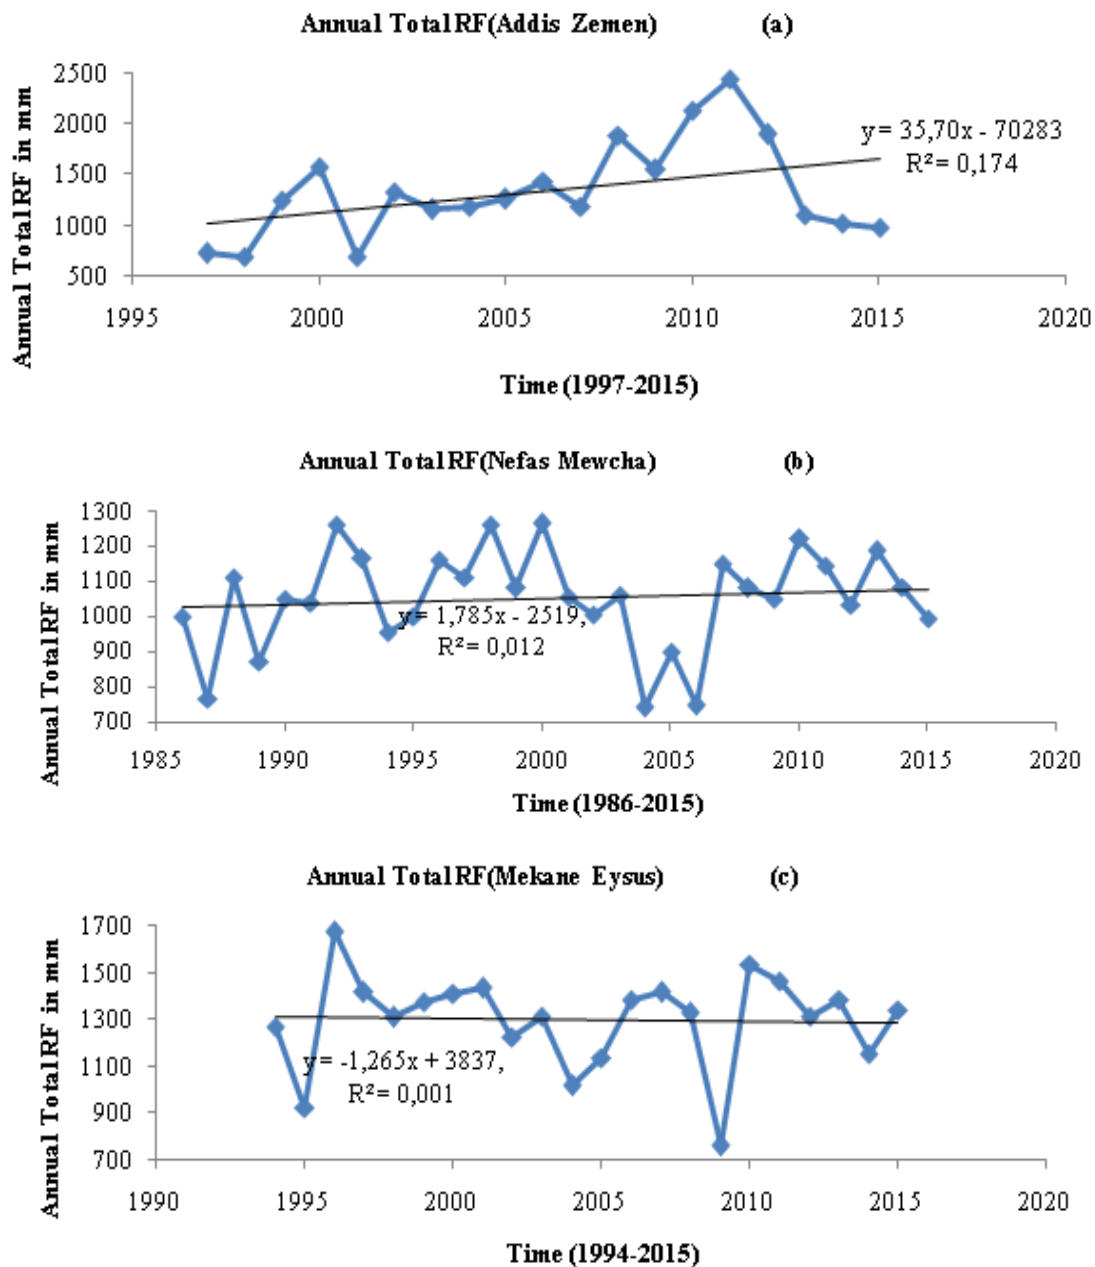 Annual Total RF(Addis Zemen) (a)
Annual Total RF in mm
2500
2000
1500
1000
500
y = 35,70x - 70283
R² = 0,174
1995 2000 2005 2010 2015 2020
Time (1997-2015)
Annual Total RF(Nefas Mewcha) (b)
Annual Total RF in mm
1300
1200
1100
1000
900
800
700
y = 1,785x - 2519,
R² = 0,012
1985 1990 1995 2000 2005 2010 2015 2020
Time (1986-2015)
Annual Total RF(Mekane Eysus) (c)
Annual Total RF in mm
1700
1500
1300
1100
900
700
y = -1,265x + 3837,
R² = 0,001
1990 1995 2000 2005 2010 2015 2020
Time (1994-2015)